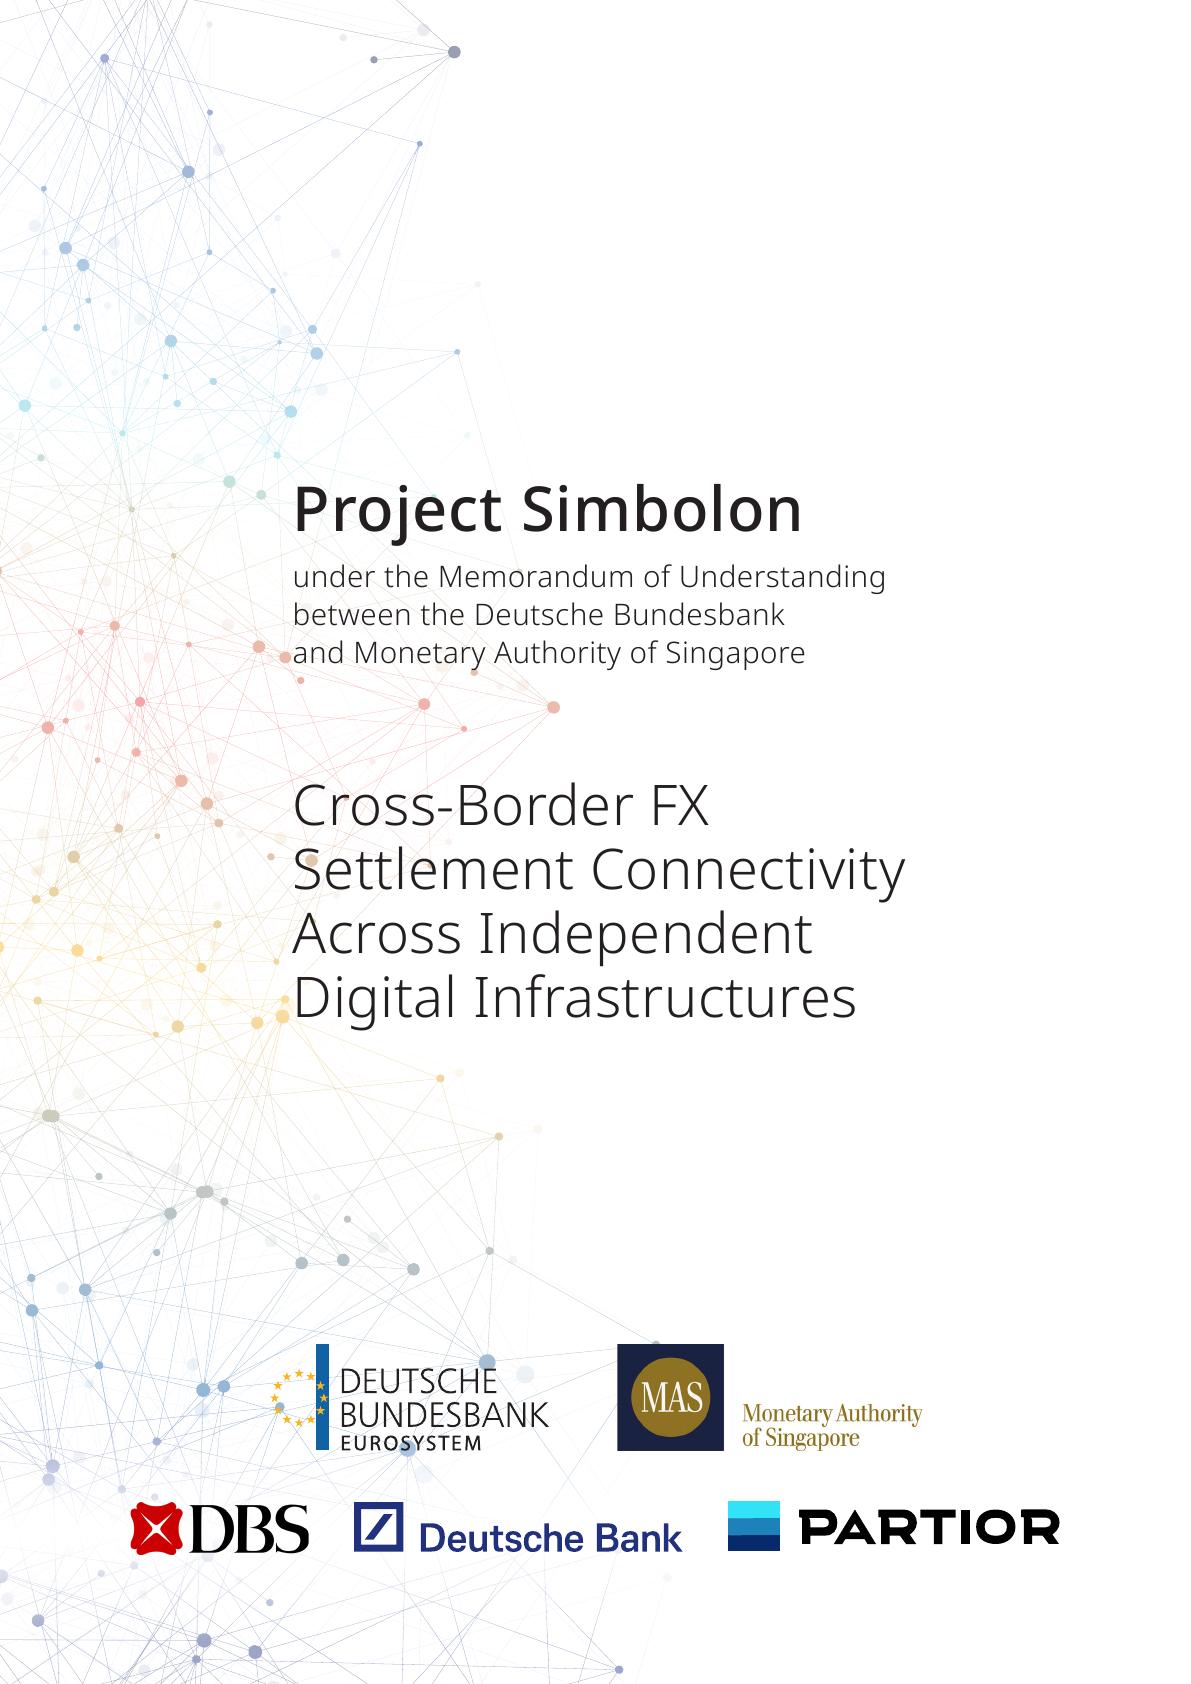 Project Simbolon
under the Memorandum of Understanding
between the Deutsche Bundesbank
and Monetary Authority of Singapore
Cross-Border FX
Settlement Connectivity
Across Independent
Digital Infrastructures
DEUTSCHE
BUNDESBANK
EUROSYSTEM
MAS
Monetary Authority
of Singapore
DBS
Deutsche Bank
PARTIOR